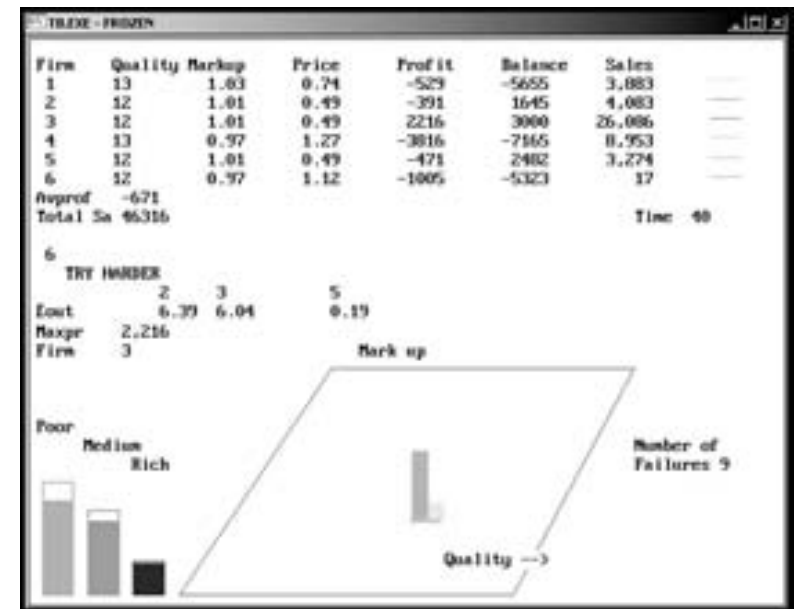 TB.EXE - FROZEN
Firm Quality Markup Price Profit Balance Sales
1 13 1.03 0.74 -529 -5655 3,883
2 12 1.01 0.49 -391 1645 4,083
3 12 1.01 0.49 2216 3000 26,086
4 13 0.97 1.27 -3816 -7165 8,953
5 12 1.01 0.49 -471 2482 3,274
6 12 0.97 1.12 -1005 -5323 17
Avprof -671
Total Sa 46316 Time 40
6
TRY HARDER
2 3 5
Eout 6.39 6.04 0.19
Maxpr 2,216
Firm 3 Mark up
Poor
Medium
Rich
Number of
Failures 9
Quality -->